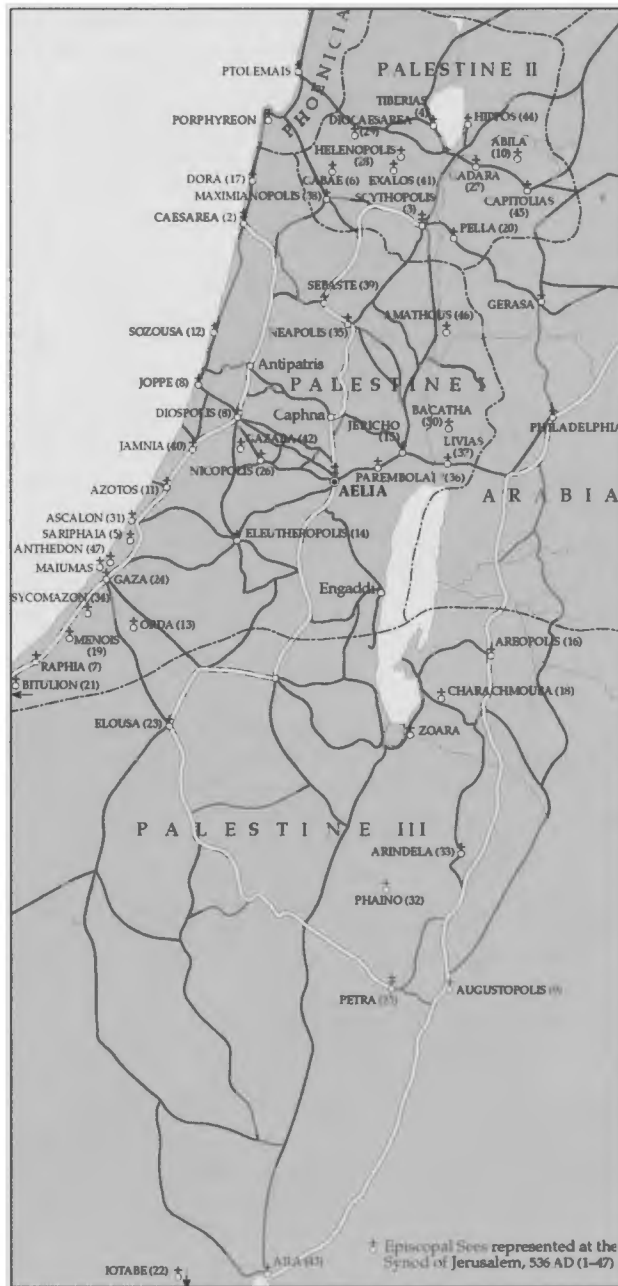 PHOENICIA
PALESTINE II
PTOLEMAIS
TIBERIAS
(4)
PORPHYREON
DIOCAESAREA
(29)
HIPPOS (44)
HELENOPOLIS
(28)
ABILA
(10)
DORA (17)
GABAE (6)
EXALOS (41)
GADARA
(27)
MAXIMIANOPOLIS (38)
SCYTHOPOLIS
(3)
CAPITOLIAS
(45)
CAESAREA (2)
PELLA (20)
SEBASTE (39)
GERASA
AMATHOUS (46)
SOZOUSA (12)
NEAPOLIS (35)
Antipatris
JOPPE (8)
PALESTINE I
DIOSPOLIS (8)
Caphna
JERICHO
(15)
BACATHA
(30)
PHILADELPHIA
JAMNIA (40)
GAZARA (42)
LIVIAS
(37)
NICOPOLIS (26)
PAREMBOLAI (36)
AZOTOS (11)
AELIA
ARABIA
ASCALON (31)
SARIPHAIA (5)
ELEUTHEROPOLIS (14)
ANTHEDON (47)
MAIUMAS
GAZA (24)
Engaddi
SYCOMAZON (34)
ORDA (13)
MENOIS
(19)
AREOPOLIS (16)
RAPHIA (7)
BITULION (21)
CHARACHMOUBA (18)
ELOUSA (23)
ZOARA
PALESTINE III
ARINDELA (33)
PHAINO (32)
PETRA
AUGUSTOPOLIS (9)
IOTABE (22)
AILA (43)
Episcopal Sees represented at the
Synod of Jerusalem, 536 AD (1–47)